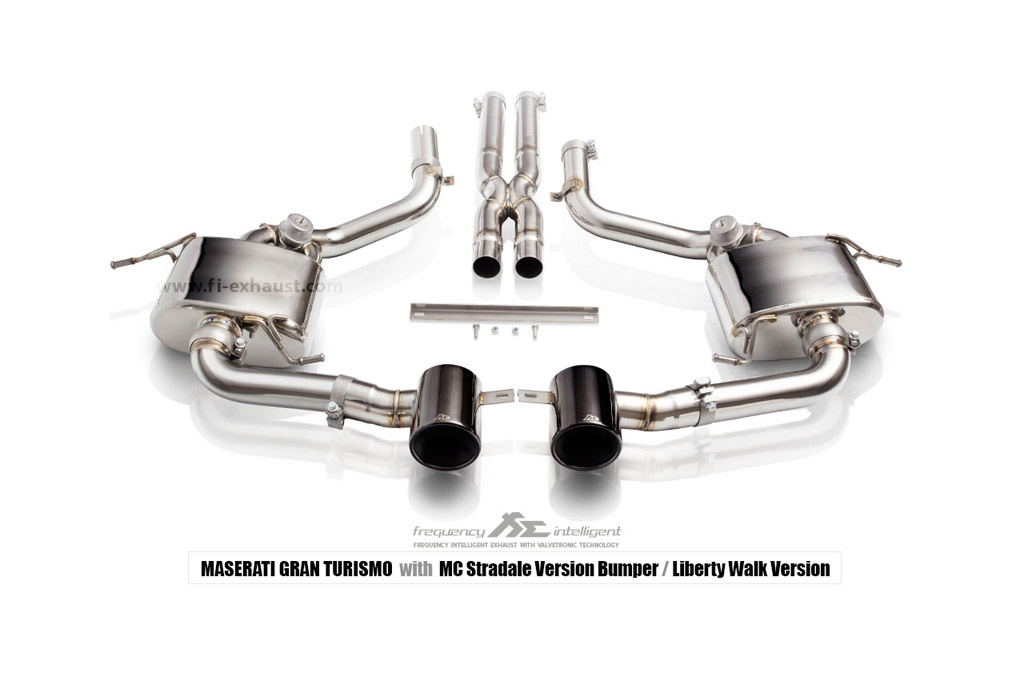 www.fi-exhaust.com
frequency intelligent
FREQUENCY INTELLIGENT EXHAUST WITH VALVETRONIC TECHNOLOGY
MASERATI GRAN TURISMO with MC Stradale Version Bumper / Liberty Walk Version